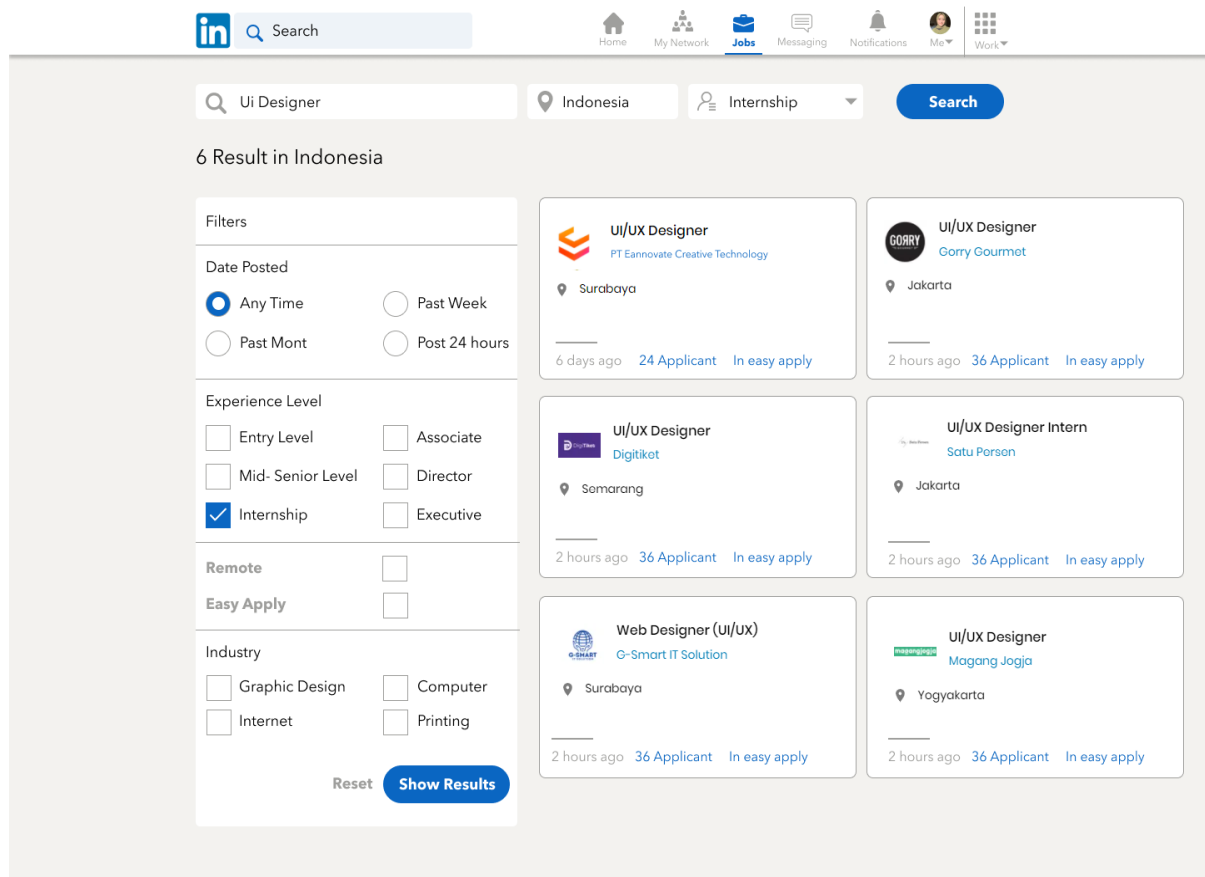 in Search
Home My Network Jobs Messaging Notifications Me Work
Ui Designer Indonesia Internship Search
6 Result in Indonesia
Filters
Date Posted
Any Time Past Week
Past Mont Post 24 hours
Experience Level
Entry Level Associate
Mid- Senior Level Director
Internship Executive
Remote
Easy Apply
Industry
Graphic Design Computer
Internet Printing
Reset Show Results
UI/UX Designer
PT Eannovate Creative Technology
Surabaya
6 days ago 24 Applicant In easy apply
GORRY
UI/UX Designer
Gorry Gourmet
Jakarta
2 hours ago 36 Applicant In easy apply
DigiTiket
UI/UX Designer
Digitiket
Semarang
2 hours ago 36 Applicant In easy apply
UI/UX Designer Intern
Satu Person
Jakarta
2 hours ago 36 Applicant In easy apply
G-SMART
Web Designer (UI/UX)
G-Smart IT Solution
Surabaya
2 hours ago 36 Applicant In easy apply
magangjogja
UI/UX Designer
Magang Jogja
Yogyakarta
2 hours ago 36 Applicant In easy apply